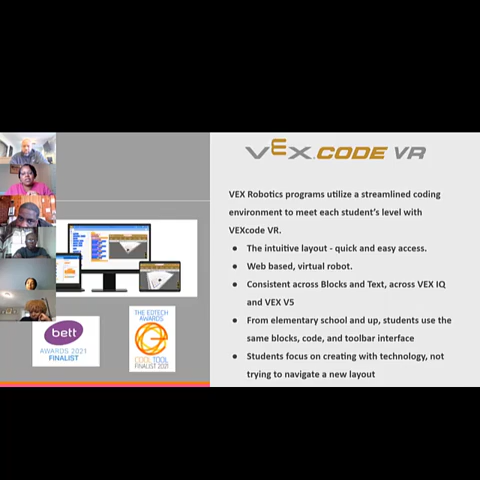 VEX CODE VR
VEX Robotics programs utilize a streamlined coding
environment to meet each student's level with
VEXcode VR.
● The intuitive layout - quick and easy access.
● Web based, virtual robot.
● Consistent across Blocks and Text, across VEX IQ
and VEX V5
● From elementary school and up, students use the
same blocks, code, and toolbar interface
● Students focus on creating with technology, not
trying to navigate a new layout
bett
AWARDS 2021
FINALIST
THE EDTECH
AWARDS
COOL TOOL
FINALIST 2021